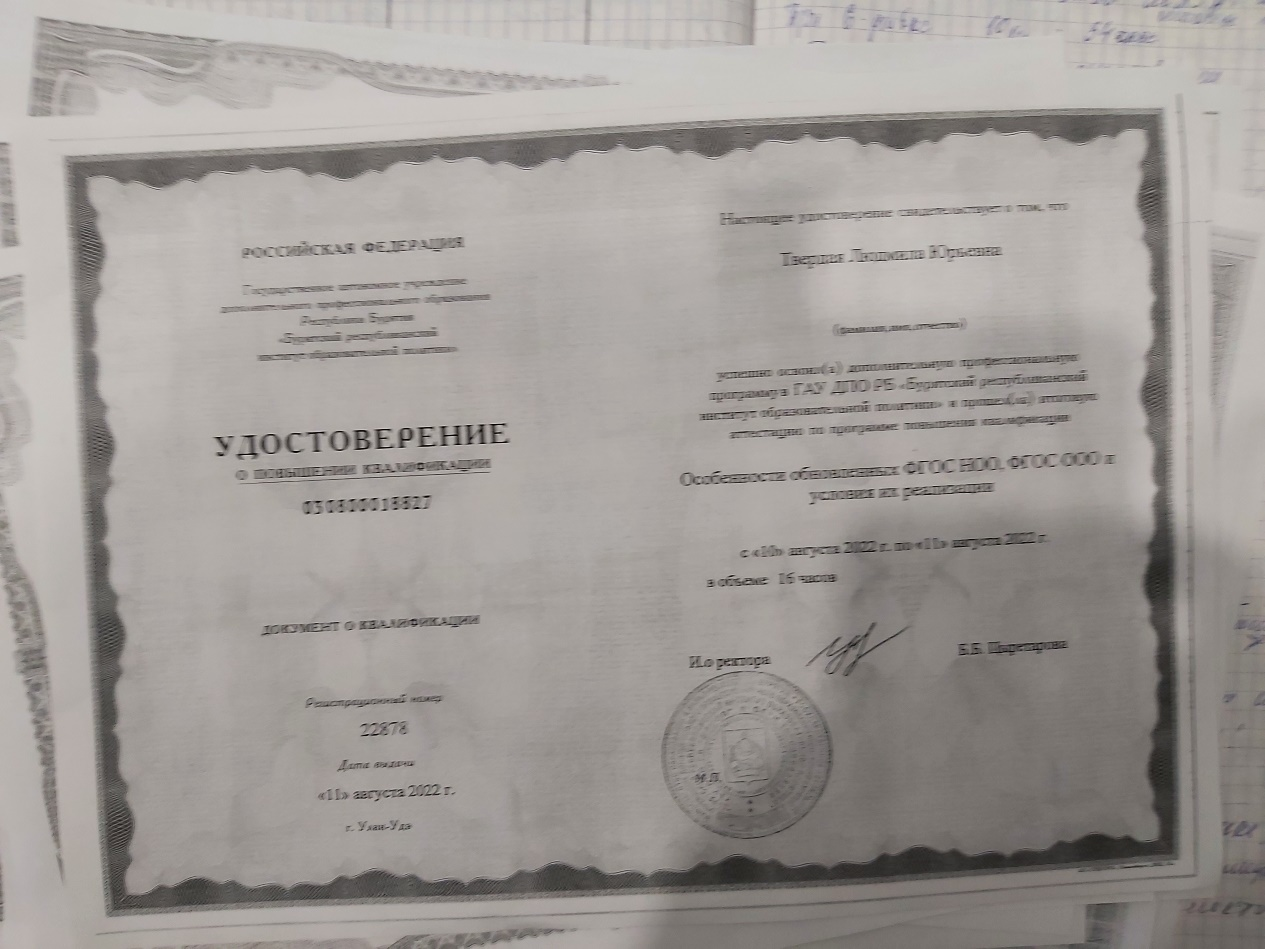 РОССИЙСКАЯ ФЕДЕРАЦИЯ
Государственное автономное учреждение
дополнительного профессионального образования
Республики Бурятия
«Бурятский республиканский
институт образовательной политики»
УДОСТОВЕРЕНИЕ
О ПОВЫШЕНИИ КВАЛИФИКАЦИИ
030800018827
ДОКУМЕНТ О КВАЛИФИКАЦИИ
Регистрационный номер
22878
Дата выдачи
«11» августа 2022 г.
г. Улан-Удэ
Настоящее удостоверение свидетельствует о том, что
Твердая Людмила Юрьевна
(фамилия, имя, отчество)
успешно освоил(а) дополнительную профессиональную
программу в ГАУ ДПО РБ «Бурятский республиканский
институт образовательной политики» и прошел(ла) итоговую
аттестацию по программе повышения квалификации
Особенности обновленных ФГОС НОО, ФГОС ООО и
условия их реализации
с «10» августа 2022 г. по «11» августа 2022 г.
в объеме 16 часов
И.о ректора
Б.Б. Цыретарова
М.П.